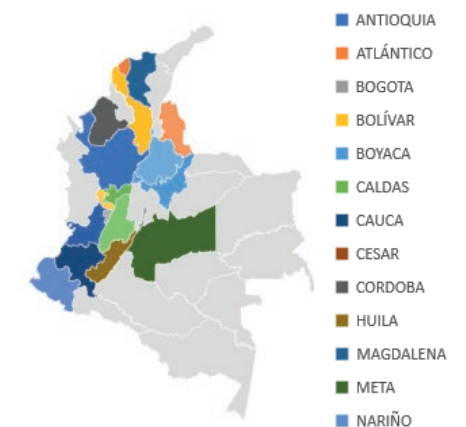 ANTIOQUIA
ATLÁNTICO
BOGOTA
BOLÍVAR
BOYACA
CALDAS
CAUCA
CESAR
CORDOBA
HUILA
MAGDALENA
META
NARIÑO